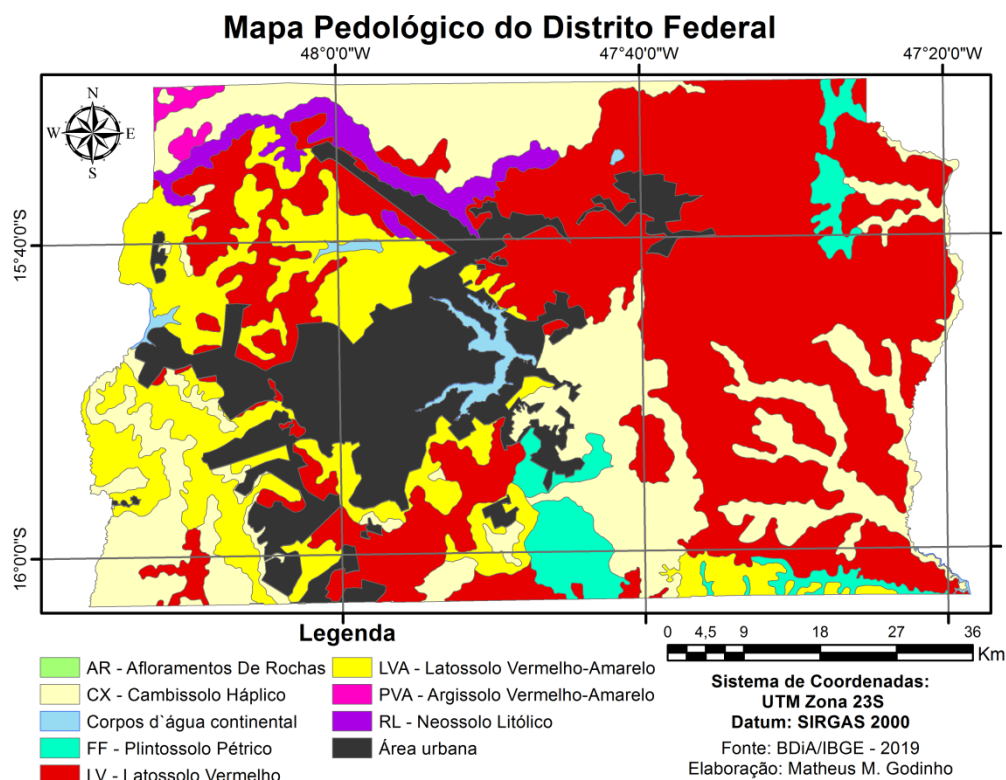 Mapa Pedológico do Distrito Federal
48°0'0"W 47°40'0"W 47°20'0"W
N
W E
S
15°40'0"S
16°0'0"S
Legenda
AR - Afloramentos De Rochas
CX - Cambissolo Háplico
Corpos d`água continental
FF - Plintossolo Pétrico
LV - Latossolo Vermelho
LVA - Latossolo Vermelho-Amarelo
PVA - Argissolo Vermelho-Amarelo
RL - Neossolo Litólico
Área urbana
0 4,5 9 18 27 36
Km
Sistema de Coordenadas:
UTM Zona 23S
Datum: SIRGAS 2000
Fonte: BDiA/IBGE - 2019
Elaboração: Matheus M. Godinho